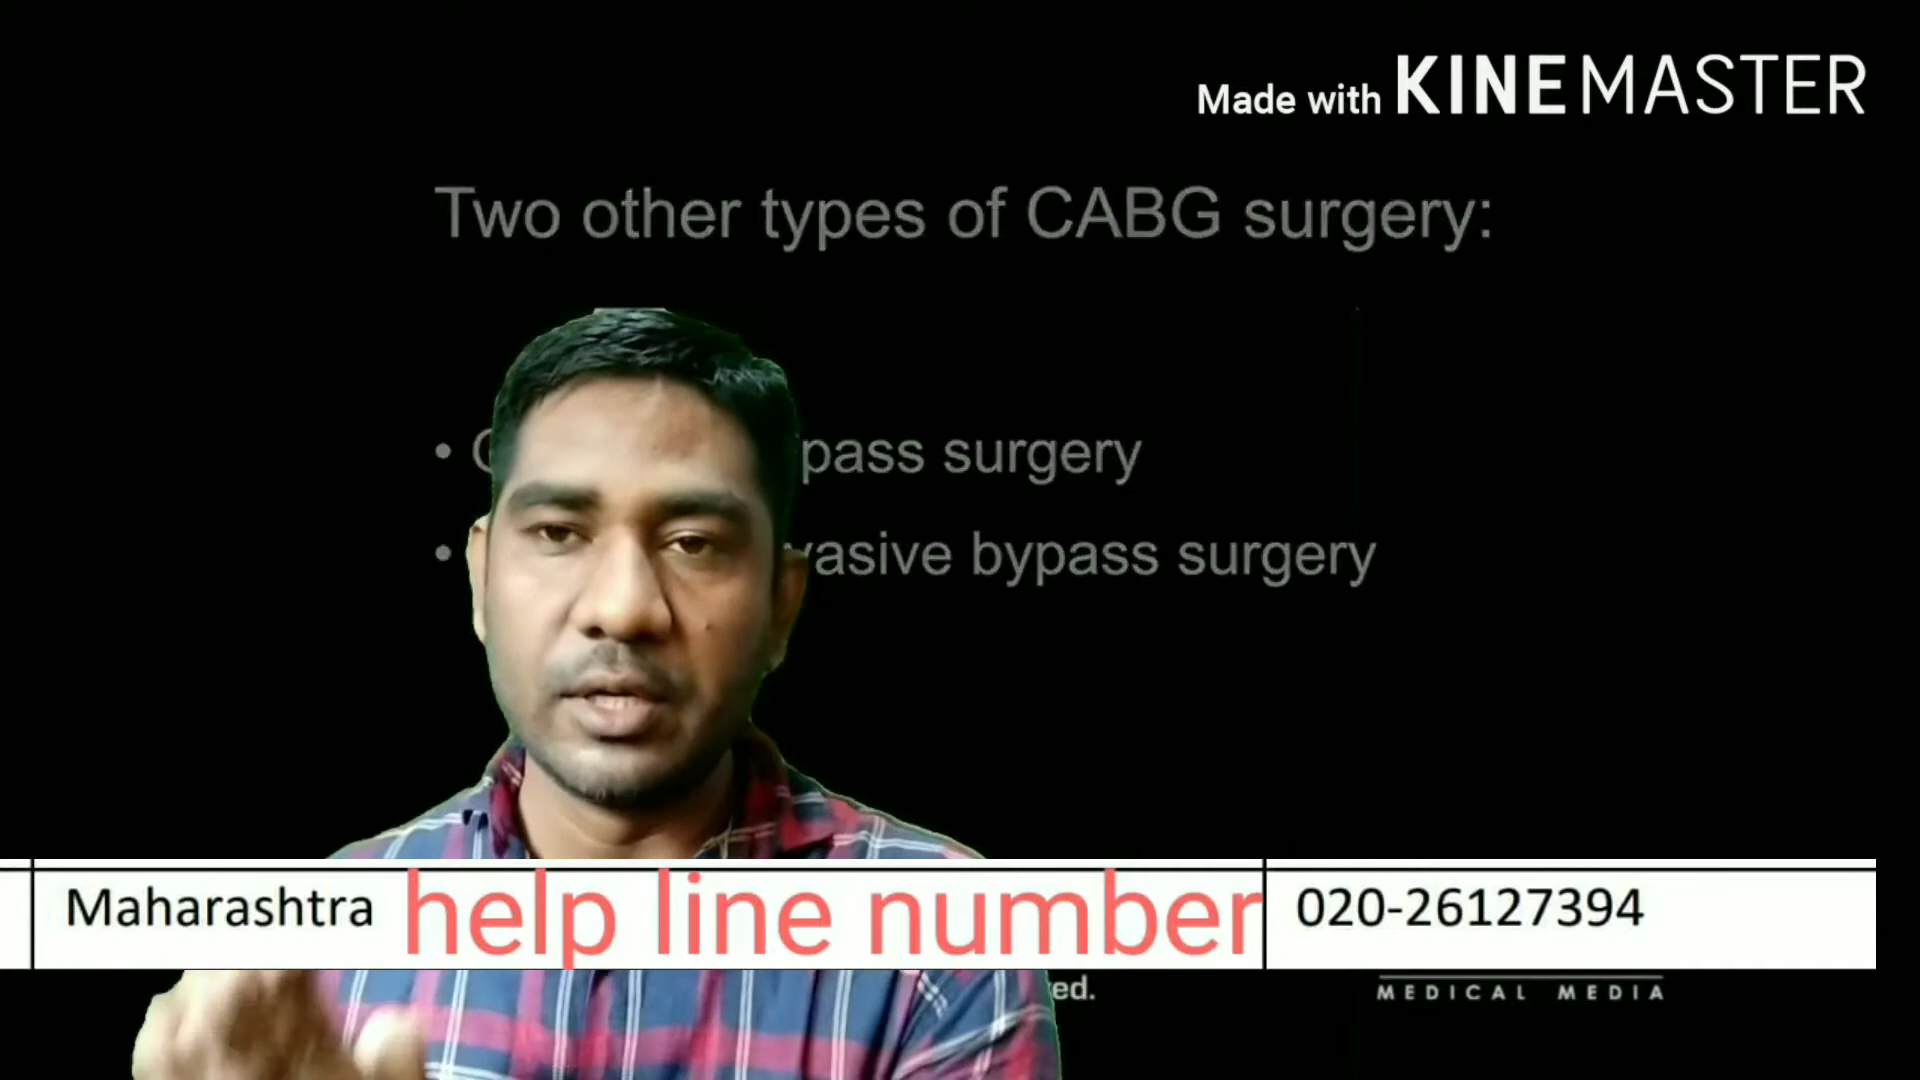 Made with KINEMASTER
Two other types of CABG surgery:
• pass surgery
• vasive bypass surgery
Maharashtra help line number 020-26127394
ed.
MEDICAL MEDIA